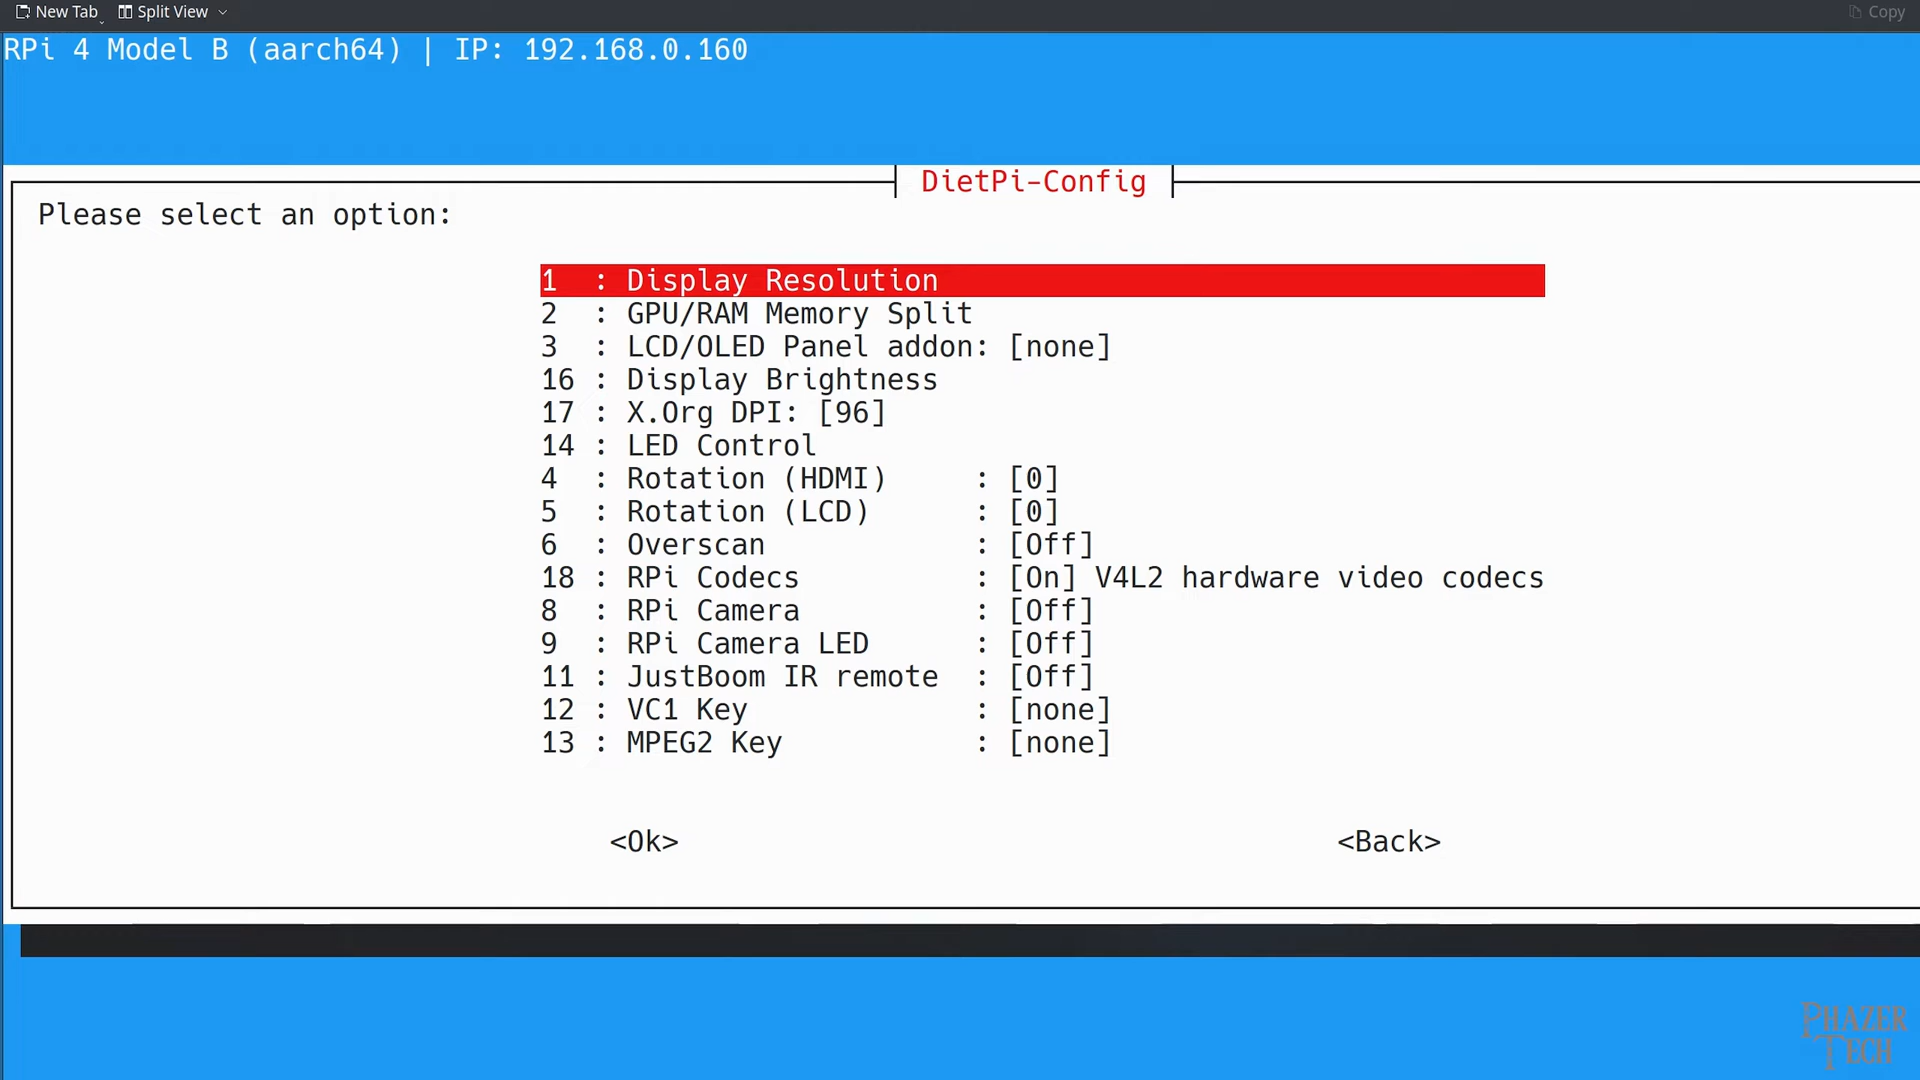 New Tab Split View Copy
RPi 4 Model B (aarch64) | IP: 192.168.0.160
DietPi-Config
Please select an option:
1 : Display Resolution
2 : GPU/RAM Memory Split
3 : LCD/OLED Panel addon: [none]
16 : Display Brightness
17 : X.Org DPI: [96]
14 : LED Control
4 : Rotation (HDMI) : [0]
5 : Rotation (LCD) : [0]
6 : Overscan : [Off]
18 : RPi Codecs : [On] V4L2 hardware video codecs
8 : RPi Camera : [Off]
9 : RPi Camera LED : [Off]
11 : JustBoom IR remote : [Off]
12 : VC1 Key : [none]
13 : MPEG2 Key : [none]
<Ok> <Back>
PHAZER
TECH